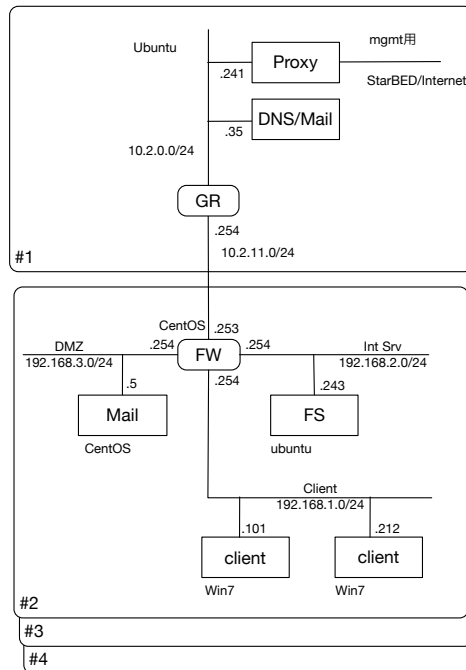 mgmt用
Ubuntu
Proxy
.241
StarBED/Internet
DNS/Mail
.35
10.2.0.0/24
GR
.254
10.2.11.0/24
#1
CentOS
.253
DMZ
.254
FW
.254
Int Srv
192.168.3.0/24
192.168.2.0/24
.254
.5
.243
Mail
FS
CentOS
ubuntu
Client
192.168.1.0/24
.101
.212
client
client
Win7
Win7
#2
#3
#4